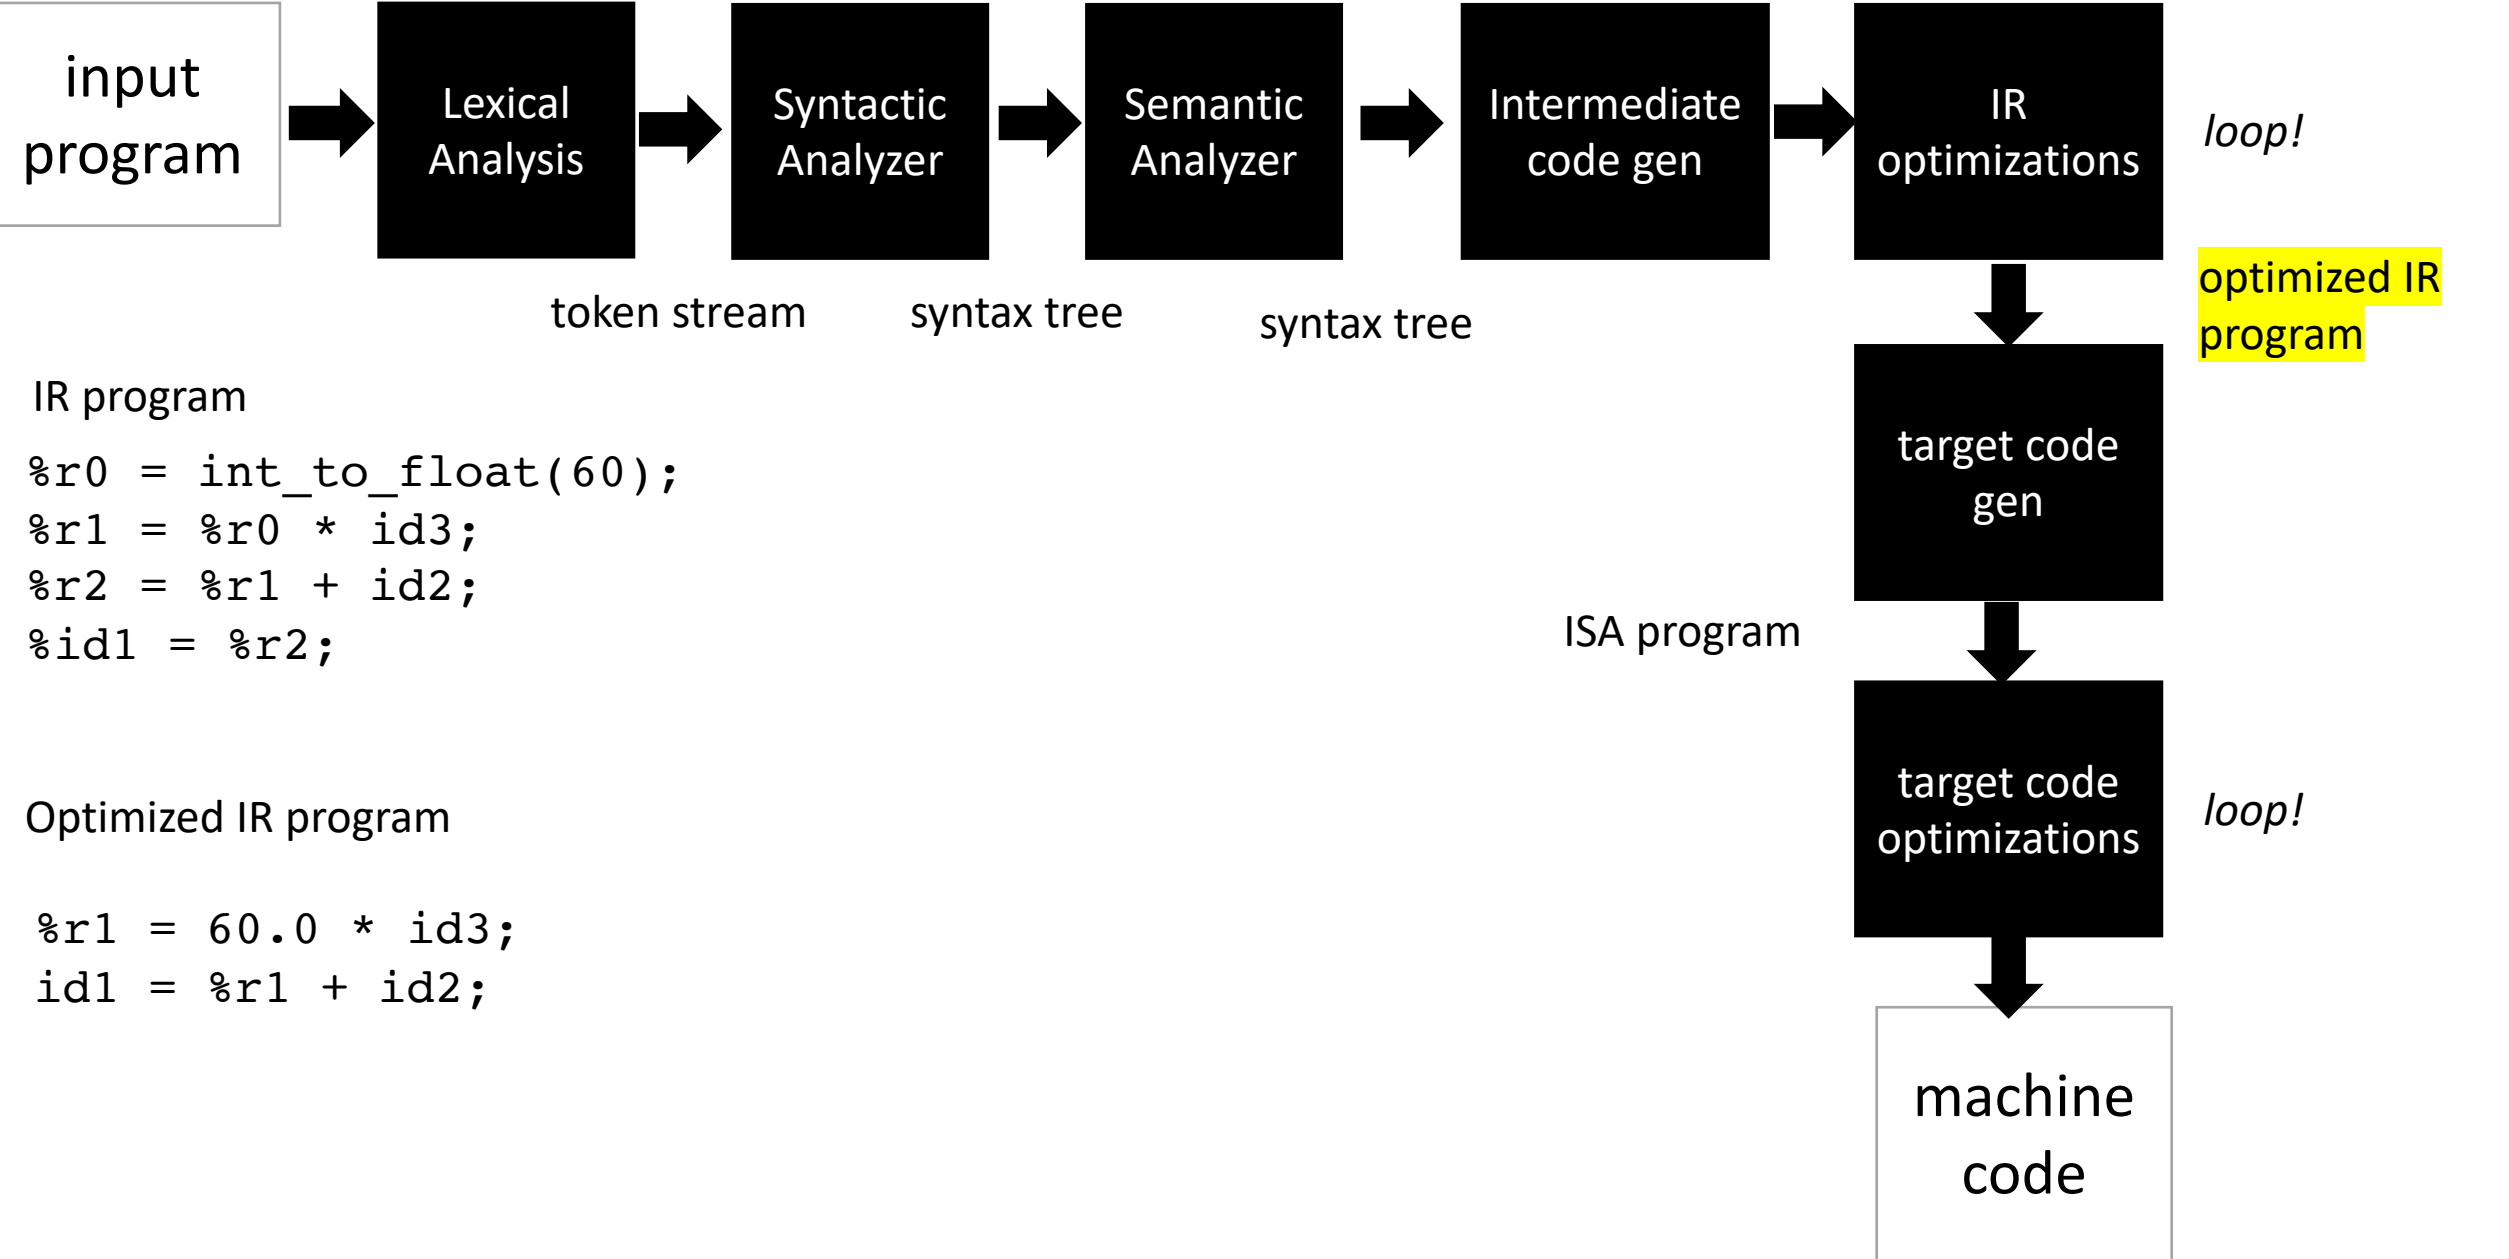 input
program
Lexical
Analysis
Syntactic
Analyzer
Semantic
Analyzer
Intermediate
code gen
IR
optimizations
loop!
token stream
syntax tree
syntax tree
optimized IR
program
IR program
%r0 = int_to_float(60);
%r1 = %r0 * id3;
%r2 = %r1 + id2;
%id1 = %r2;
target code
gen
ISA program
target code
optimizations
loop!
Optimized IR program
%r1 = 60.0 * id3;
id1 = %r1 + id2;
machine
code